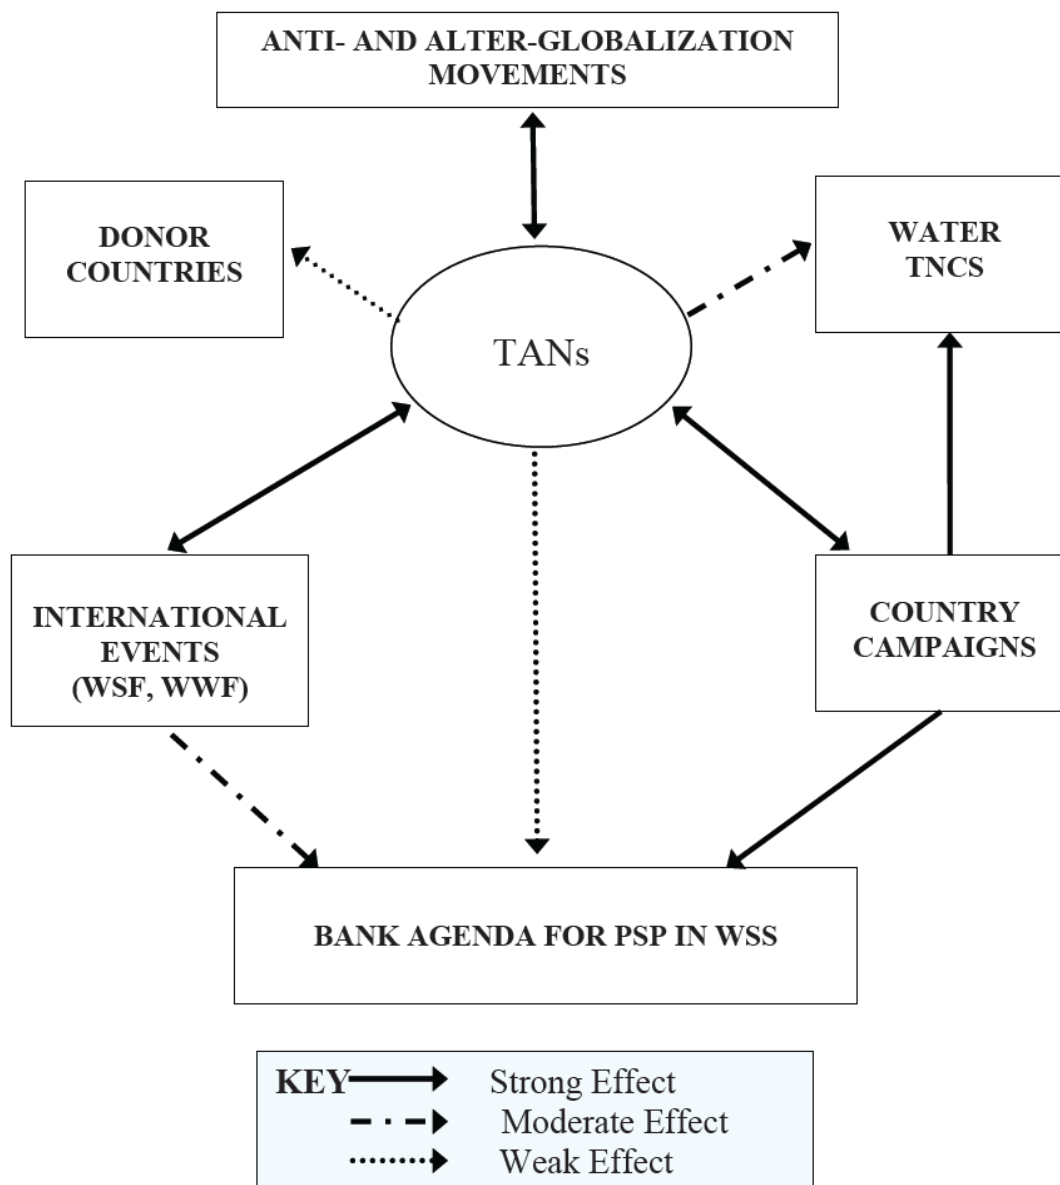 ANTI- AND ALTER-GLOBALIZATION
MOVEMENTS
DONOR
COUNTRIES
WATER
TNCS
TANs
INTERNATIONAL
EVENTS
(WSF, WWF)
COUNTRY
CAMPAIGNS
BANK AGENDA FOR PSP IN WSS
KEY Strong Effect
Moderate Effect
Weak Effect